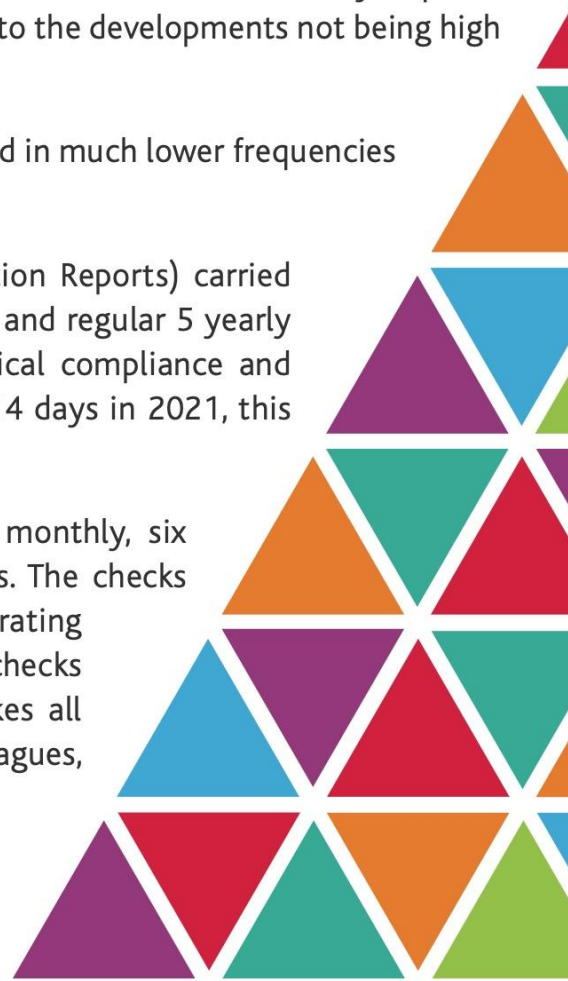 to the developments not being high
d in much lower frequencies
ion Reports) carried
and regular 5 yearly
ical compliance and
4 days in 2021, this
monthly, six
s. The checks
rating
checks
kes all
agues,